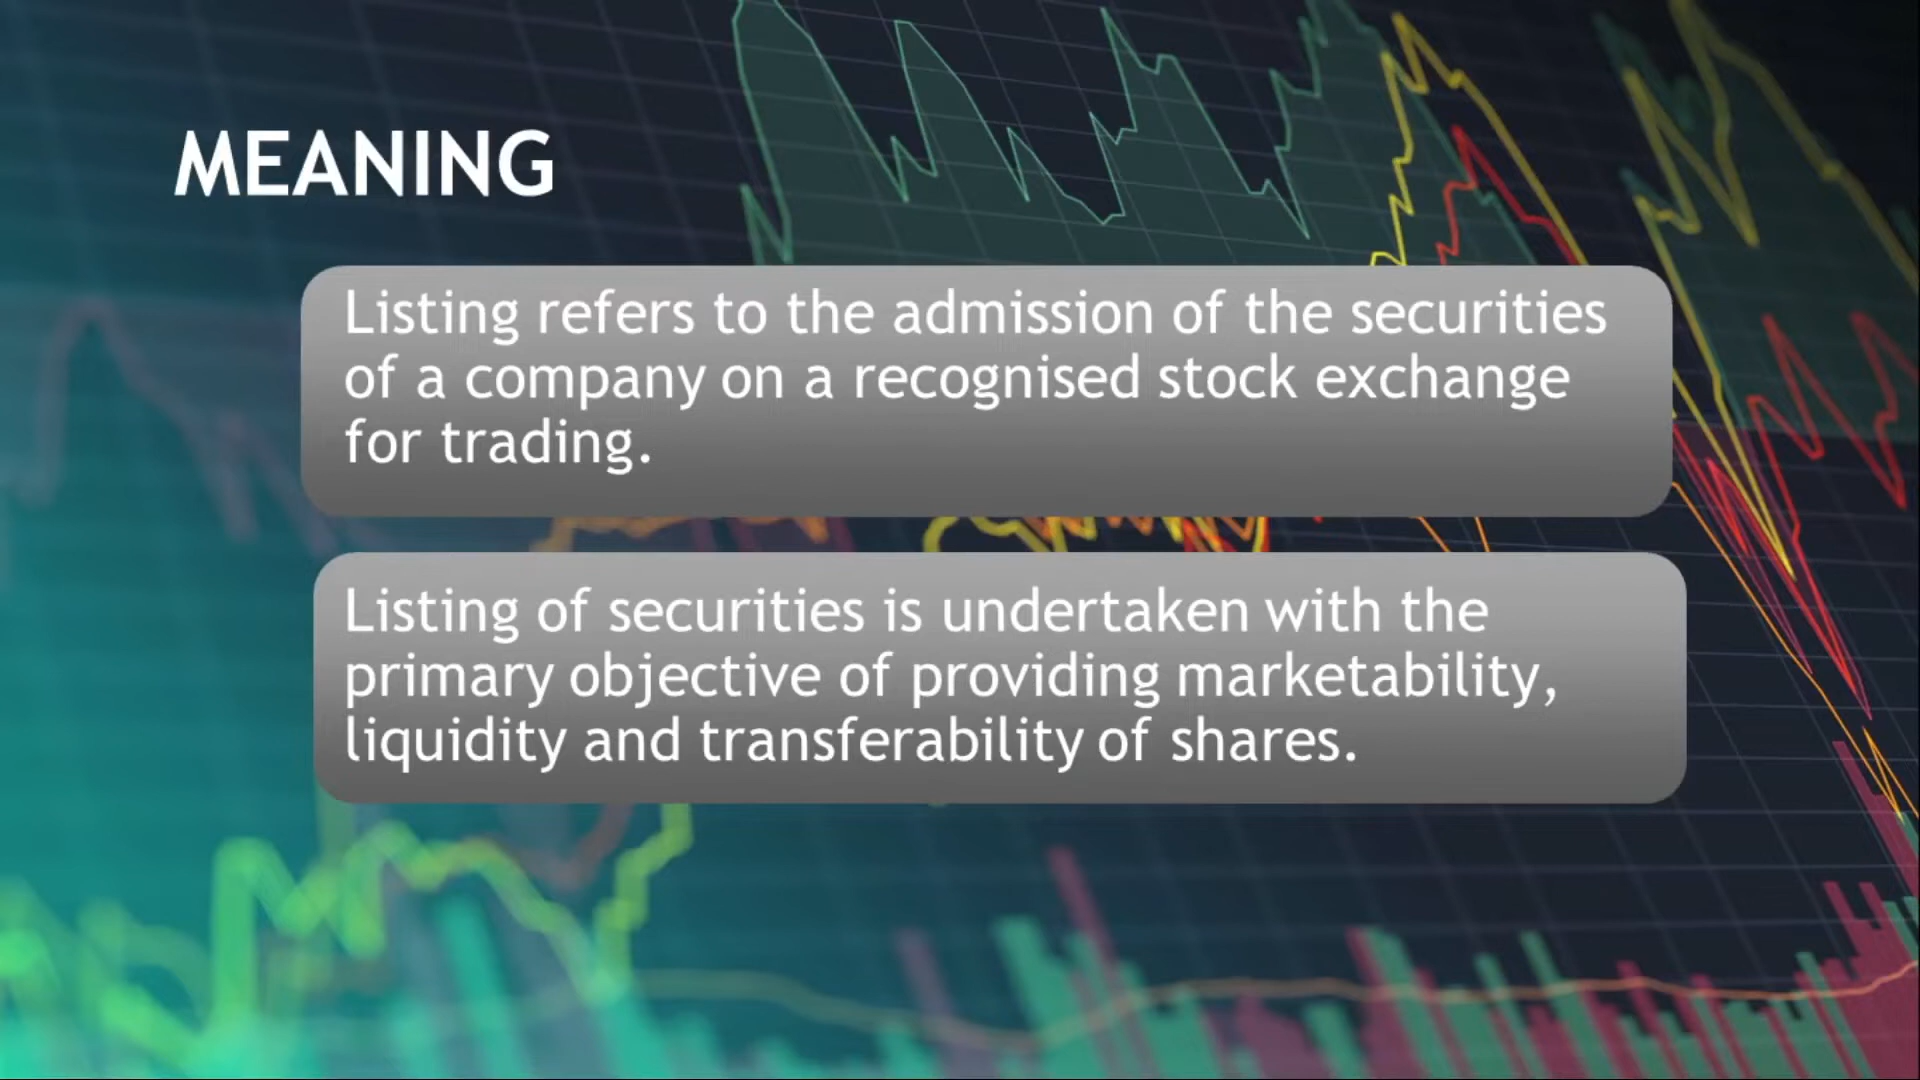 MEANING
Listing refers to the admission of the securities
of a company on a recognised stock exchange
for trading.
Listing of securities is undertaken with the
primary objective of providing marketability,
liquidity and transferability of shares.